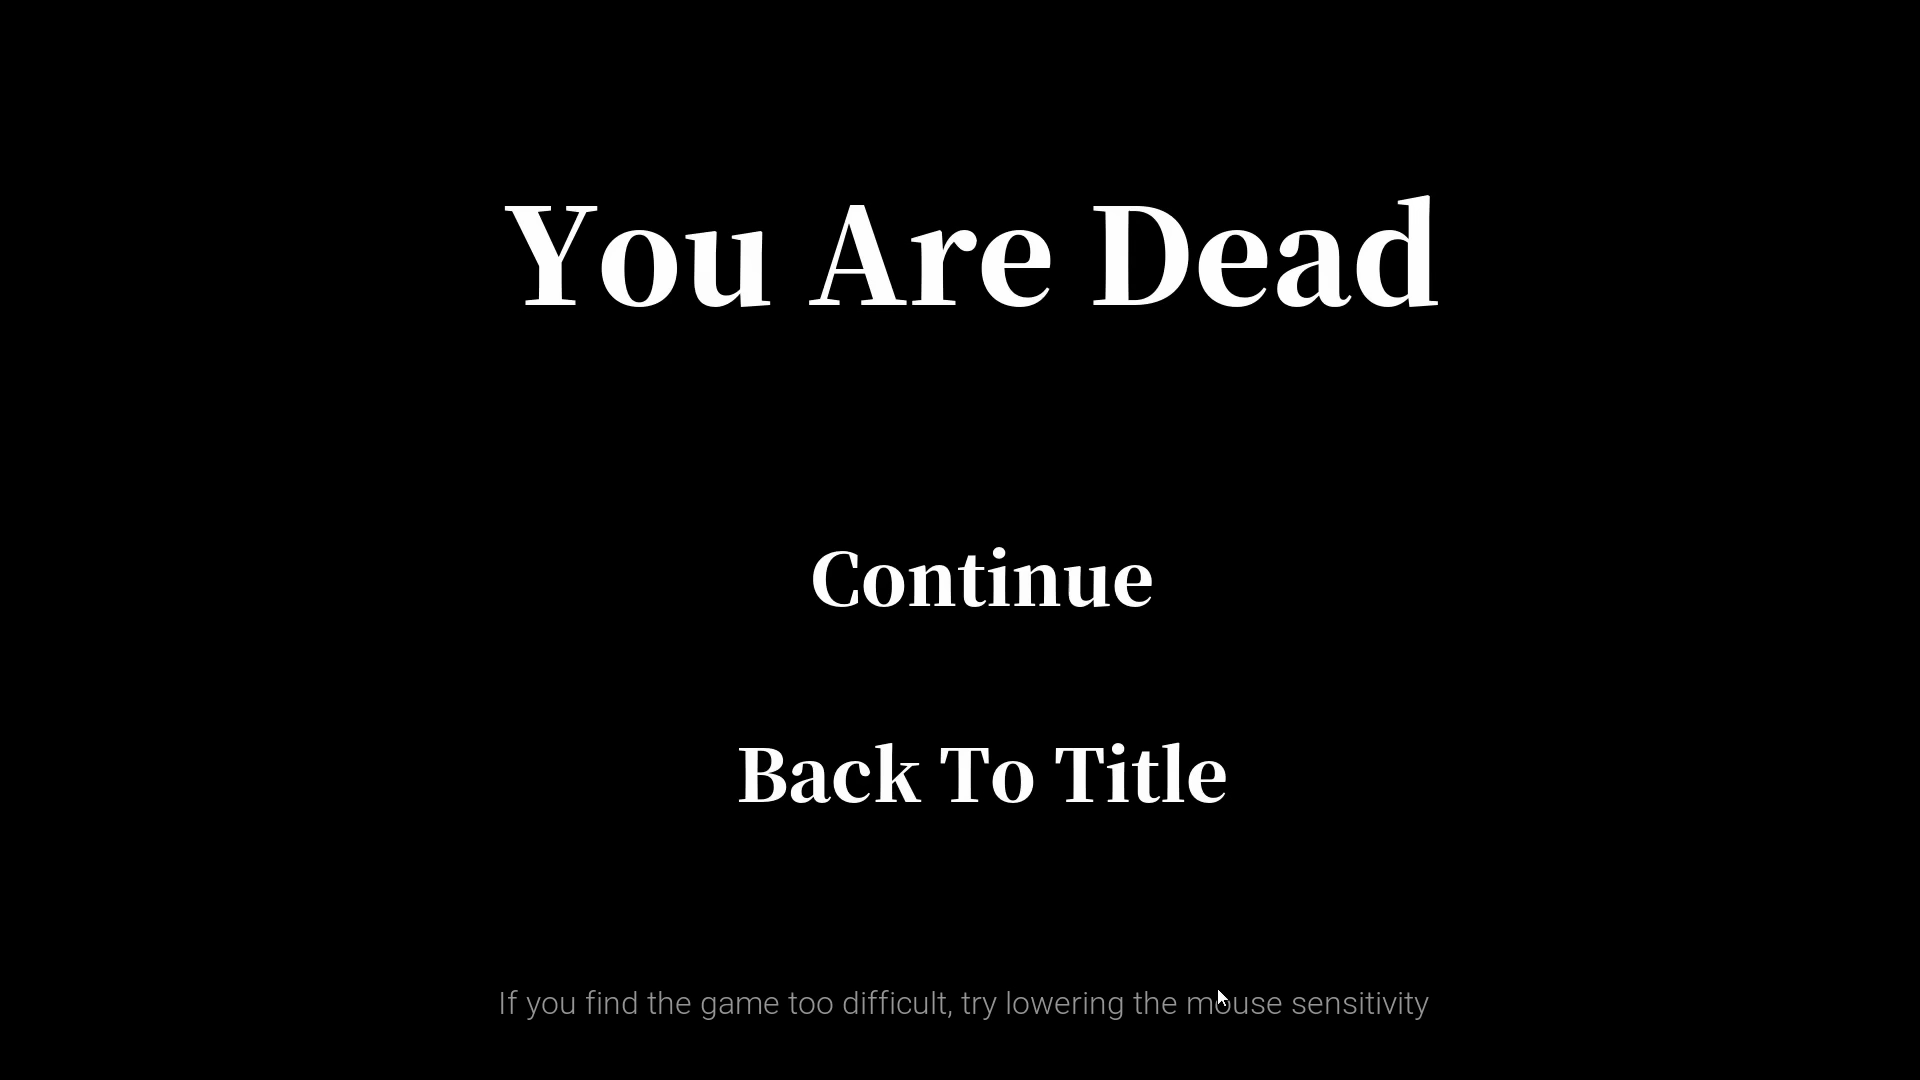 You Are Dead
Continue
Back To Title
If you find the game too difficult, try lowering the mouse sensitivity